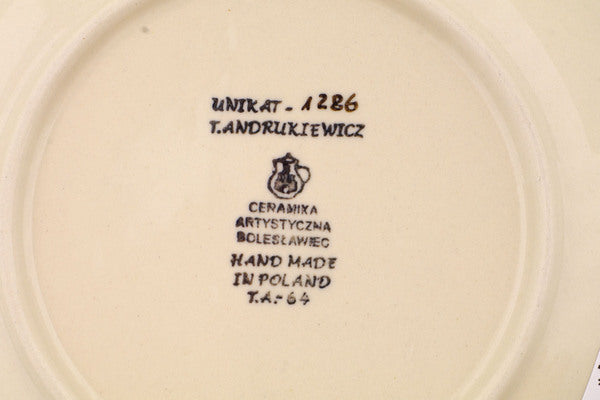 UNIKAT - 1286
T.ANDRUKIEWICZ
CERAMIKA
ARTYSTYCZNA
BOLESŁAWIEC
HAND MADE
IN POLAND
T.A.- 64